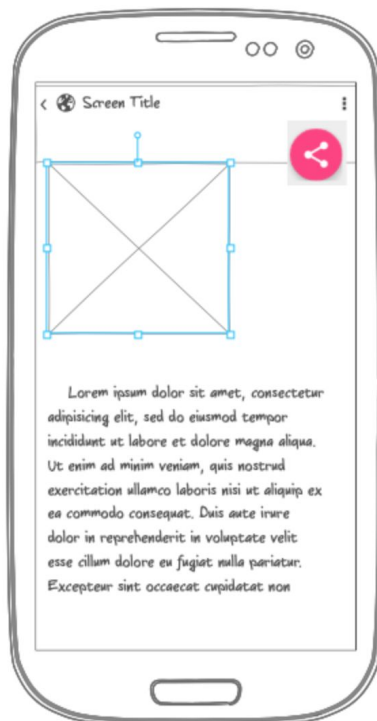 Screen Title
Lorem ipsum dolor sit amet, consectetur
adipisicing elit, sed do eiusmod tempor
incididunt ut labore et dolore magna aliqua.
Ut enim ad minim veniam, quis nostrud
exercitation ullamco laboris nisi ut aliquip ex
ea commodo consequat. Duis aute irure
dolor in reprehenderit in voluptate velit
esse cillum dolore eu fugiat nulla pariatur.
Excepteur sint occaecat cupidatat non